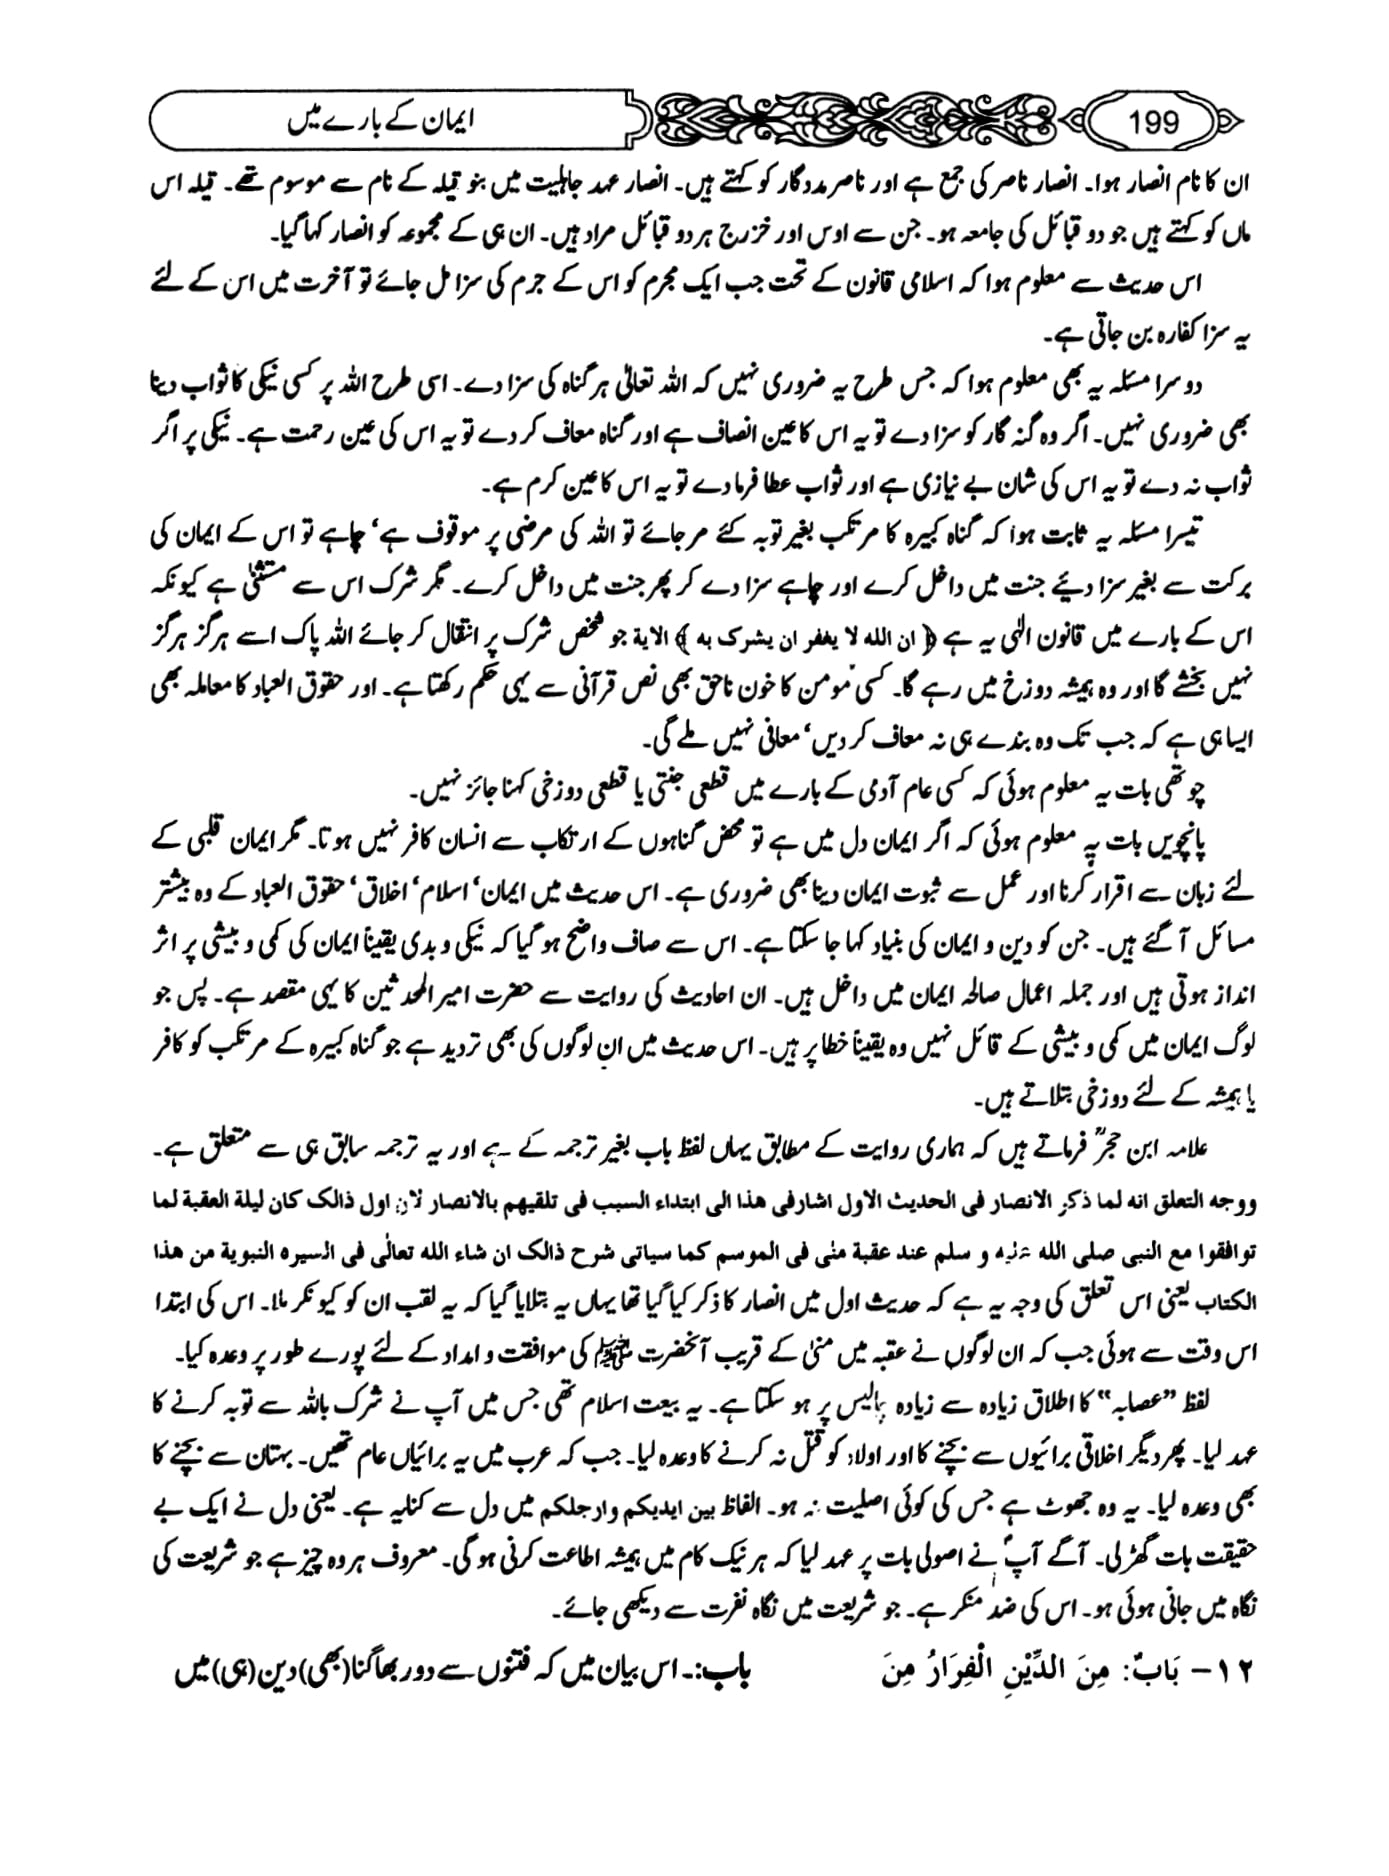 199
ایمان کے بارے میں
ان کا نام انصار ہوا۔ انصار ناصر کی جمع ہے اور ناصر مددگار کو کہتے ہیں۔ انصار عہد جاہلیت میں بنو قیلہ کے نام سے موسوم تھے۔ قیلہ اس
ماں کو کہتے ہیں جو دو قبائل کی جامعہ ہو۔ جن سے اوس اور خزرج ہر دو قبائل مراد ہیں۔ ان ہی کے مجموعہ کو انصار کہا گیا۔
اس حدیث سے معلوم ہوا کہ اسلامی قانون کے تحت جب ایک مجرم کو اس کے جرم کی سزا مل جائے تو آخرت میں اس کے لئے
یہ سزا کفارہ بن جاتی ہے۔
دوسرا مسئلہ یہ بھی معلوم ہوا کہ جس طرح یہ ضروری نہیں کہ اللہ تعالیٰ ہر گناہ کی سزا دے۔ اسی طرح اللہ پر کسی نیکی کا ثواب دینا
بھی ضروری نہیں۔ اگر وہ گنہ گار کو سزا دے تو یہ اس کا عین انصاف ہے اور گناہ معاف کر دے تو یہ اس کی عین رحمت ہے۔ نیکی پر اگر
ثواب نہ دے تو یہ اس کی شان بے نیازی ہے اور ثواب عطا فرما دے تو یہ اس کا عین کرم ہے۔
تیسرا مسئلہ یہ ثابت ہوا کہ گناہ کبیرہ کا مرتکب بغیر توبہ کئے مر جائے تو اللہ کی مرضی پر موقوف ہے‘ چاہے تو اس کے ایمان کی
برکت سے بغیر سزا دیئے جنت میں داخل کرے اور چاہے سزا دے کر پھر جنت میں داخل کرے۔ مگر شرک اس سے مستثنیٰ ہے کیونکہ
اس کے بارے میں قانون الٰہی یہ ہے ﴿ ان الله لا یغفر ان یشرک به ﴾ الایة جو شخص شرک پر انتقال کر جائے اللہ پاک اسے ہرگز ہرگز
نہیں بخشے گا اور وہ ہمیشہ دوزخ میں رہے گا۔ کسی مومن کا خون ناحق بھی نص قرآنی سے یہی حکم رکھتا ہے۔ اور حقوق العباد کا معاملہ بھی
ایسا ہی ہے کہ جب تک وہ بندے ہی نہ معاف کر دیں‘ معافی نہیں ملے گی۔
چوتھی بات یہ معلوم ہوئی کہ کسی عام آدمی کے بارے میں قطعی جنتی یا قطعی دوزخی کہنا جائز نہیں۔
پانچویں بات یہ معلوم ہوئی کہ اگر ایمان دل میں ہے تو محض گناہوں کے ارتکاب سے انسان کافر نہیں ہوتا۔ مگر ایمان قلبی کے
لئے زبان سے اقرار کرنا اور عمل سے ثبوت ایمان دینا بھی ضروری ہے۔ اس حدیث میں ایمان‘ اسلام‘ اخلاق‘ حقوق العباد کے وہ بیشتر
مسائل آ گئے ہیں۔ جن کو دین و ایمان کی بنیاد کہا جا سکتا ہے۔ اس سے صاف واضح ہو گیا کہ نیکی و بدی یقیناً ایمان کی کمی و بیشی پر اثر
انداز ہوتی ہیں اور جملہ اعمال صالحہ ایمان میں داخل ہیں۔ ان احادیث کی روایت سے حضرت امیر المحدثین کا یہی مقصد ہے۔ پس جو
لوگ ایمان میں کمی و بیشی کے قائل نہیں وہ یقیناً خطا پر ہیں۔ اس حدیث میں ان لوگوں کی بھی تردید ہے جو گناہ کبیرہ کے مرتکب کو کافر
یا ہمیشہ کے لئے دوزخی بتلاتے ہیں۔
علامہ ابن حجرؒ فرماتے ہیں کہ ہماری روایت کے مطابق یہاں لفظ باب بغیر ترجمہ کے ہے اور یہ ترجمہ سابق ہی سے متعلق ہے۔
ووجه التعلق انه لما ذکر الانصار فی الحدیث الاول اشارفی هذا الی ابتداء السبب فی تلقیهم بالانصار لان اول ذالک کان لیلة العقبة لما
توافقوا مع النبی صلی الله علیه و سلم عند عقبة منٰی فی الموسم کما سیاتی شرح ذالک ان شاء الله تعالٰی فی السیره النبویة من هذا
الکتاب یعنی اس تعلق کی وجہ یہ ہے کہ حدیث اول میں انصار کا ذکر کیا گیا تھا یہاں یہ بتلایا گیا کہ یہ لقب ان کو کیونکر ملا۔ اس کی ابتدا
اس وقت سے ہوئی جب کہ ان لوگوں نے عقبہ میں منیٰ کے قریب آنحضرت ﷺ کی موافقت و امداد کے لئے پورے طور پر وعدہ کیا۔
لفظ ’’عصابہ‘‘ کا اطلاق زیادہ سے زیادہ چالیس پر ہو سکتا ہے۔ یہ بیعت اسلام تھی جس میں آپ نے شرک باللہ سے توبہ کرنے کا
عہد لیا۔ پھر دیگر اخلاقی برائیوں سے بچنے کا اور اولاد کو قتل نہ کرنے کا وعدہ لیا۔ جب کہ عرب میں یہ برائیاں عام تھیں۔ بہتان سے بچنے کا
بھی وعدہ لیا۔ یہ وہ جھوٹ ہے جس کی کوئی اصلیت نہ ہو۔ الفاظ بین ایدیکم وارجلکم میں دل سے کنایہ ہے۔ یعنی دل نے ایک بے
حقیقت بات گھڑ لی۔ آگے آپؐ نے اصولی بات پر عہد لیا کہ ہر نیک کام میں ہمیشہ اطاعت کرنی ہو گی۔ معروف ہر وہ چیز ہے جو شریعت کی
نگاہ میں جانی ہوئی ہو۔ اس کی ضد منکر ہے۔ جو شریعت میں نگاہ نفرت سے دیکھی جائے۔
١٢- بَابٌ: مِنَ الدِّيْنِ الْفِرَارُ مِنَ
باب:۔ اس بیان میں کہ فتنوں سے دور بھاگنا (بھی) دین (ہی) میں